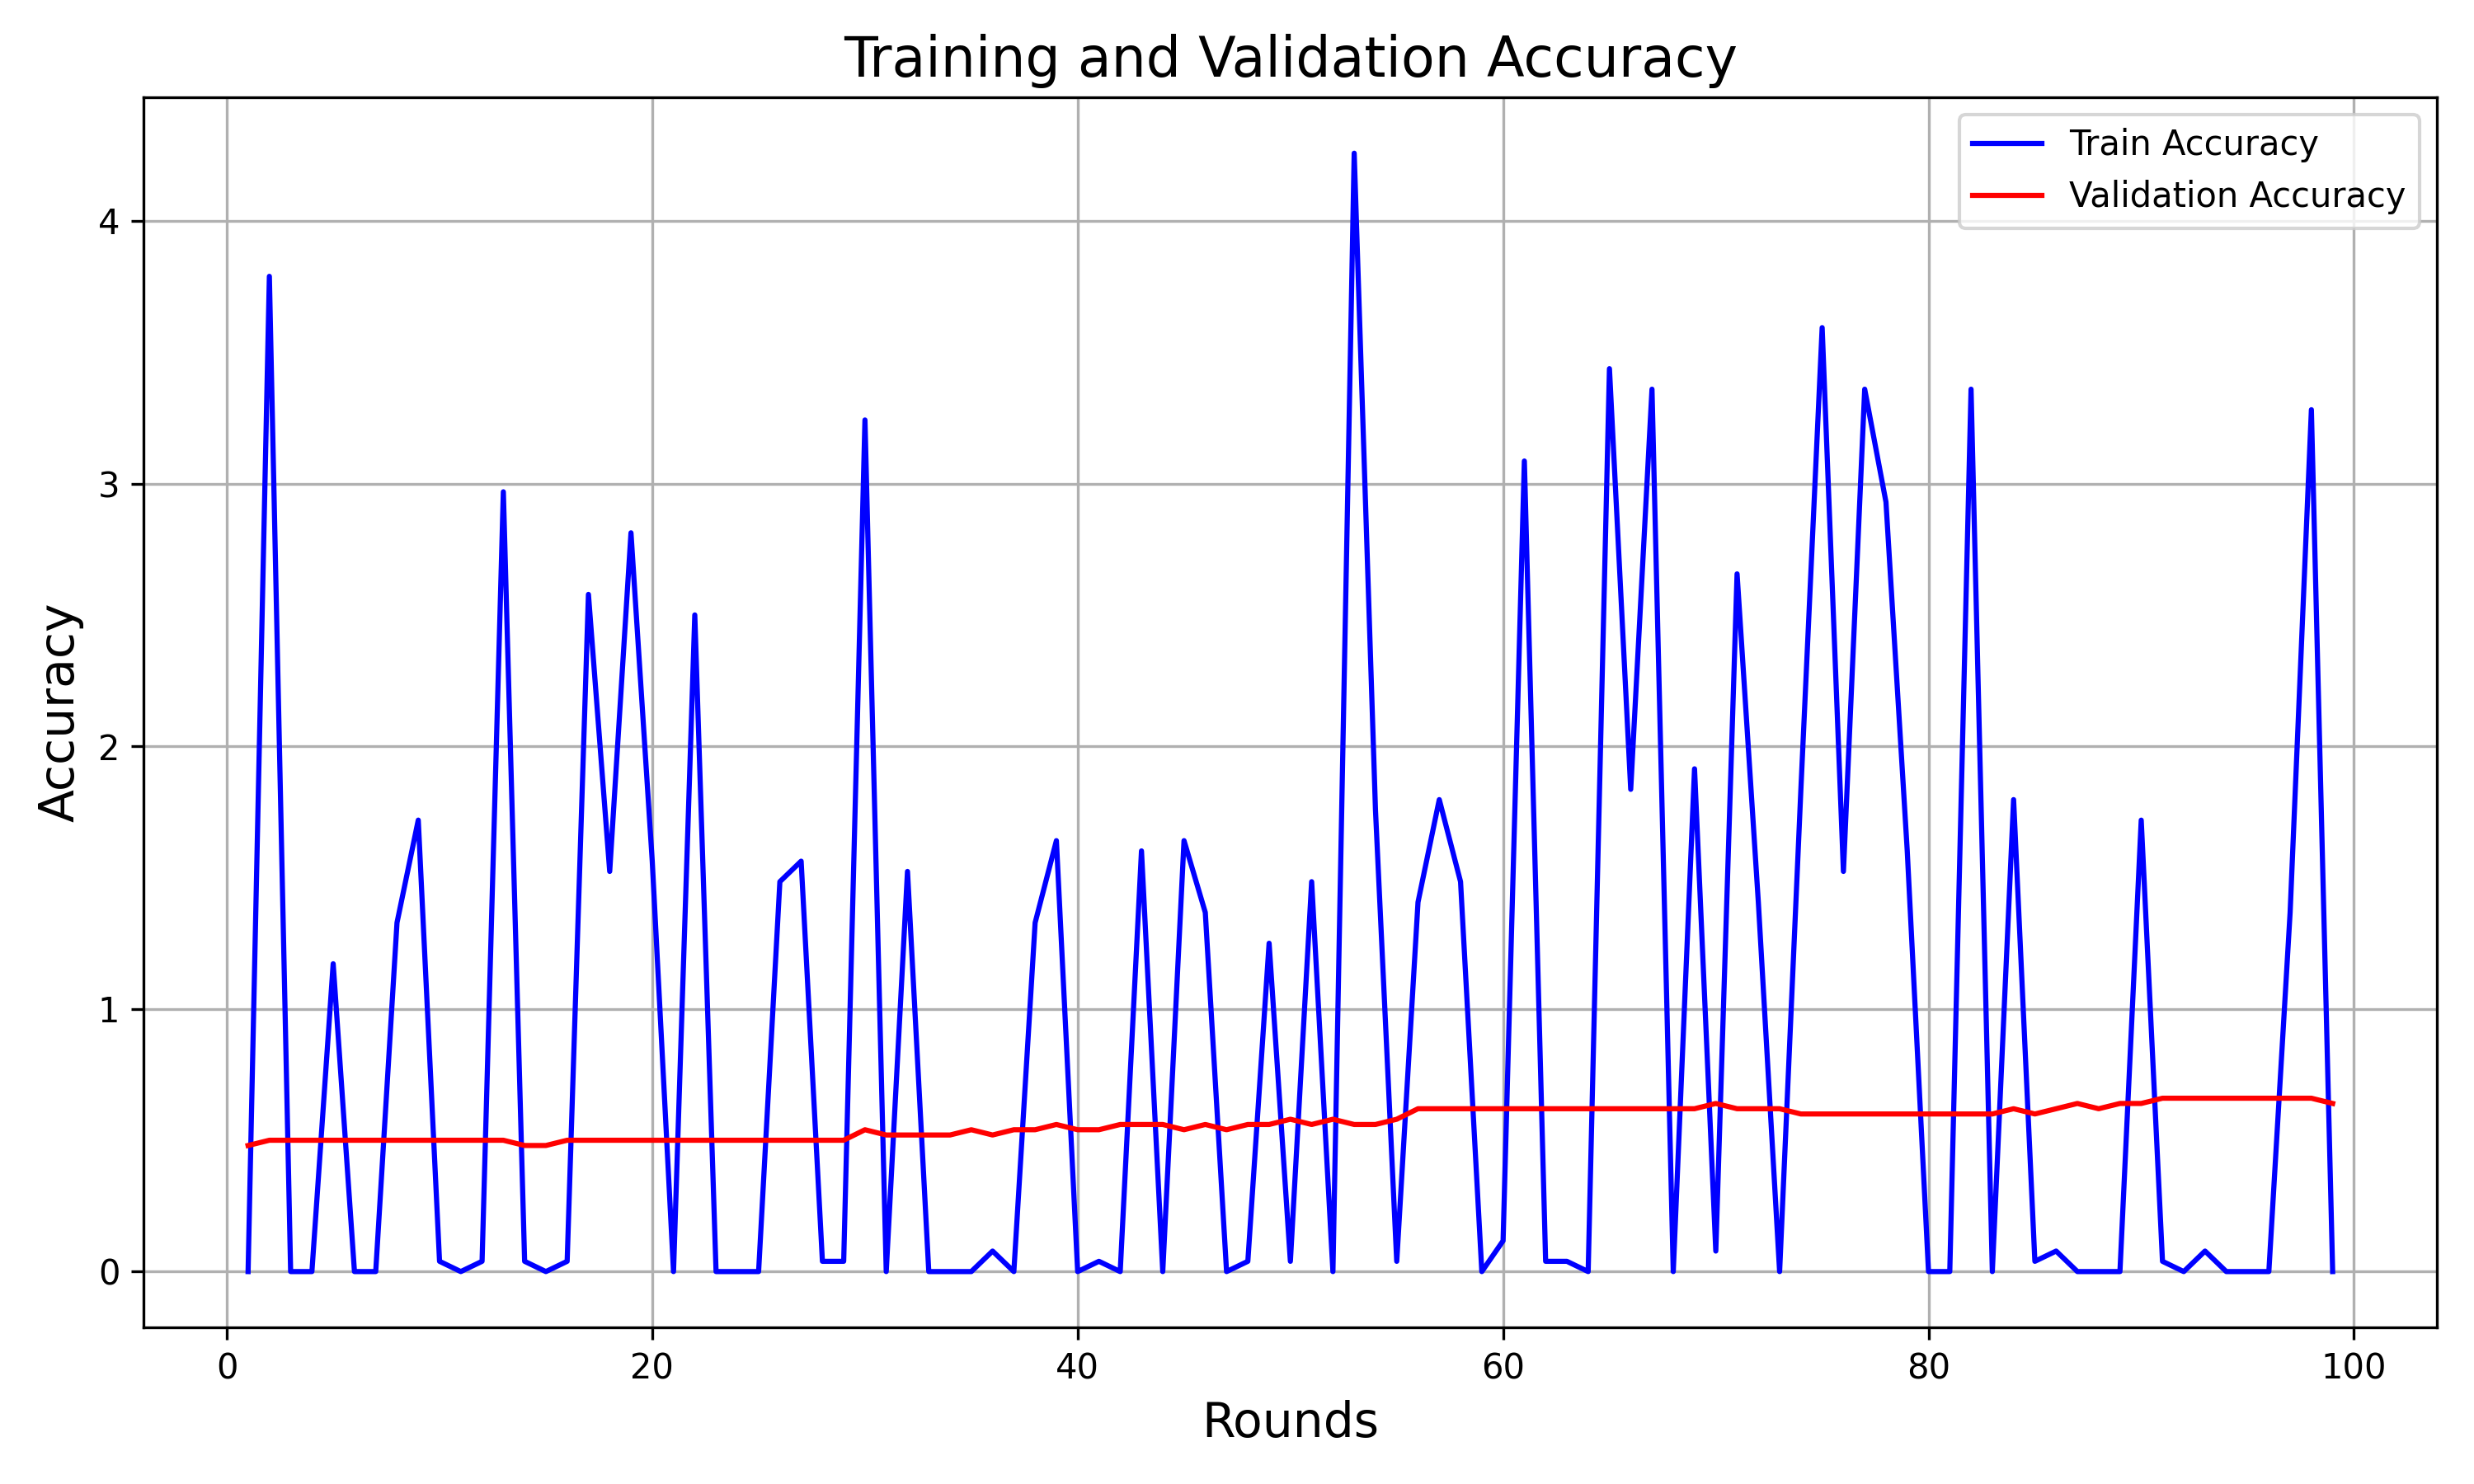 Training and Validation Accuracy
Train Accuracy
Validation Accuracy
4
3
2
1
0
Accuracy
0 20 40 60 80 100
Rounds